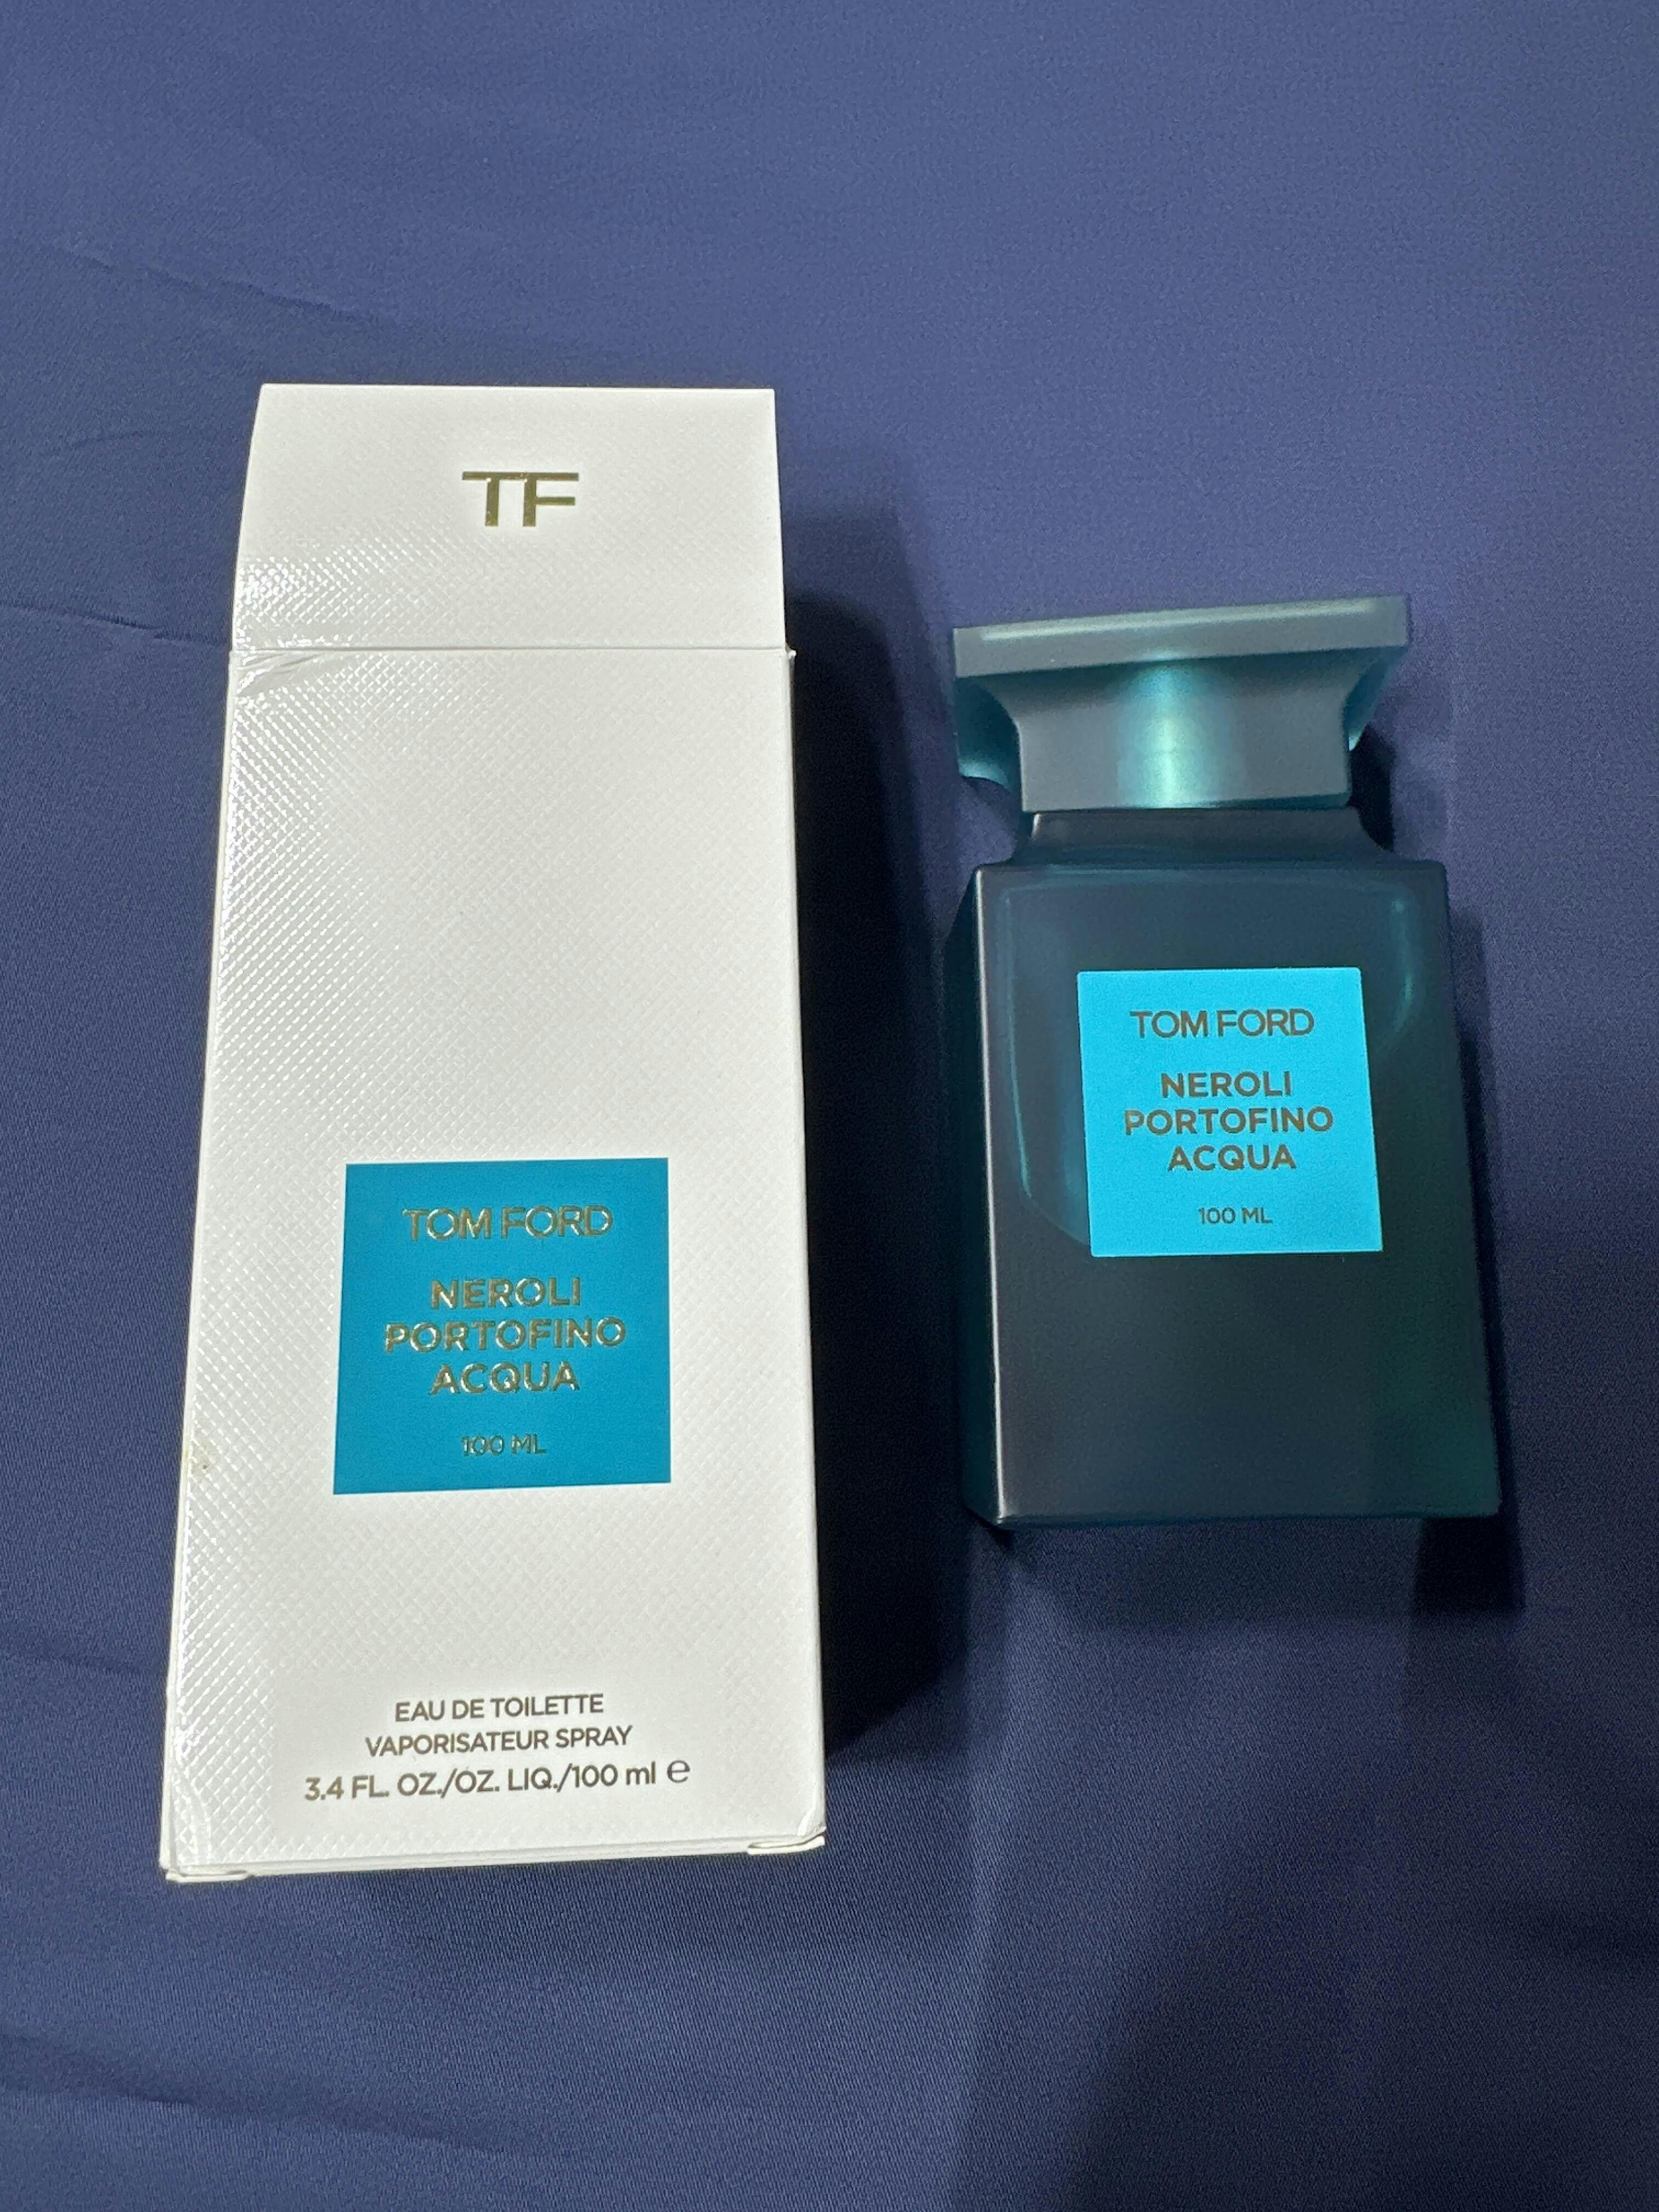 TF
TOM FORD
NEROLI
PORTOFINO
ACQUA
100 ML
EAU DE TOILETTE
VAPORISATEUR SPRAY
3.4 FL. OZ./OZ. LIQ./100 ml ℮
TOM FORD
NEROLI
PORTOFINO
ACQUA
100 ML